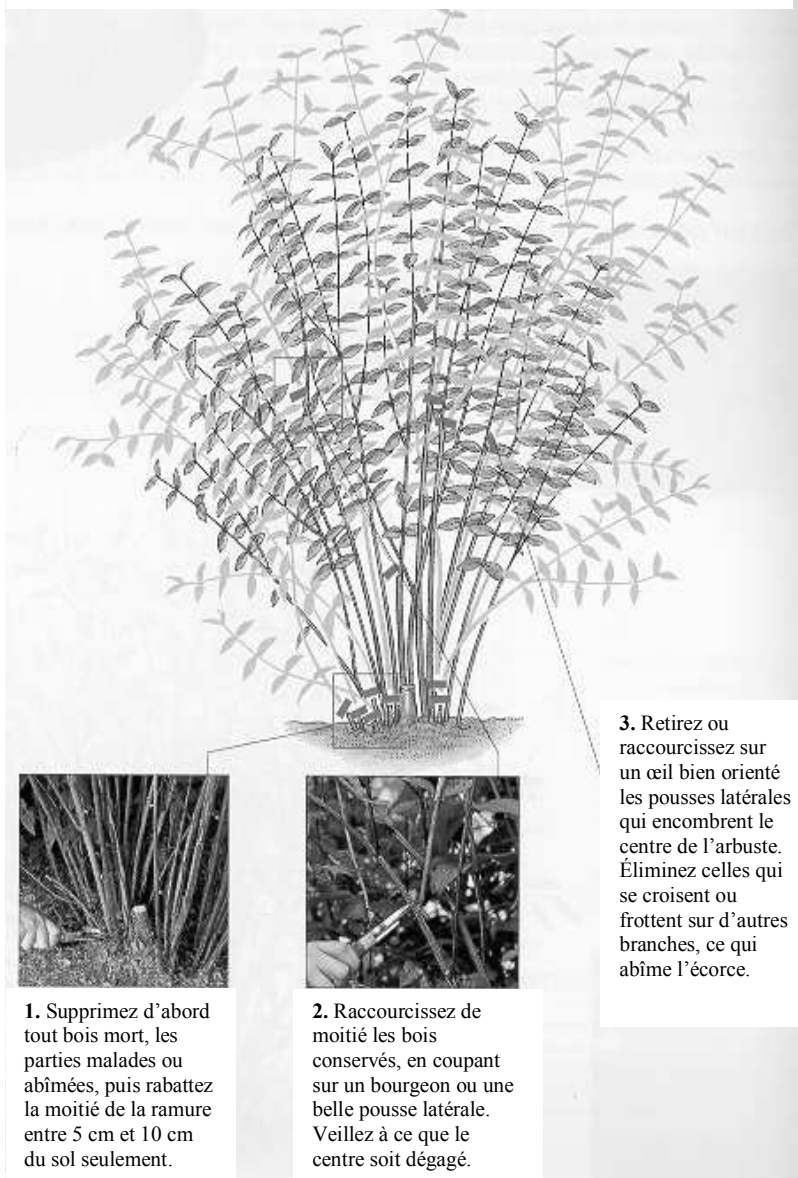 1. Supprimez d'abord
tout bois mort, les
parties malades ou
abîmées, puis rabattez
la moitié de la ramure
entre 5 cm et 10 cm
du sol seulement.
2. Raccourcissez de
moitié les bois
conservés, en coupant
sur un bourgeon ou une
belle pousse latérale.
Veillez à ce que le
centre soit dégagé.
3. Retirez ou
raccourcissez sur
un œil bien orienté
les pousses latérales
qui encombrent le
centre de l’arbuste.
Éliminez celles qui
se croisent ou
frottent sur d’autres
branches, ce qui
abîme l’écorce.